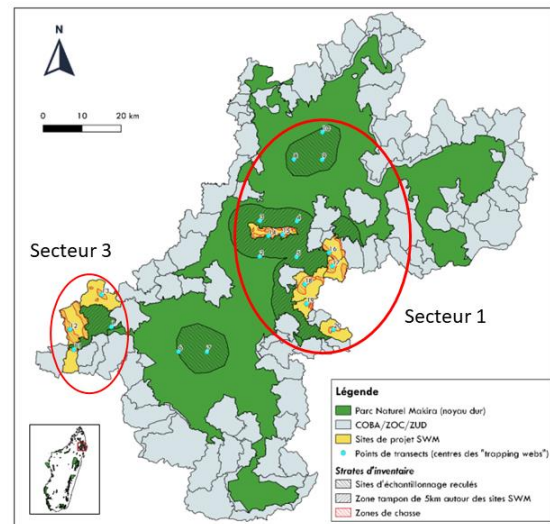 N
0 10 20 km
Secteur 3
Secteur 1
Légende
Parc Naturel Makira (noyau dur)
COBA/ZOC/ZUD
Sites de projet SWM
Points de transects (centres des "trapping webs")
Strates d'inventaire
Sites d'échantillonnage reculés
Zone tampon de 5km autour des sites SWM
Zones de chasse